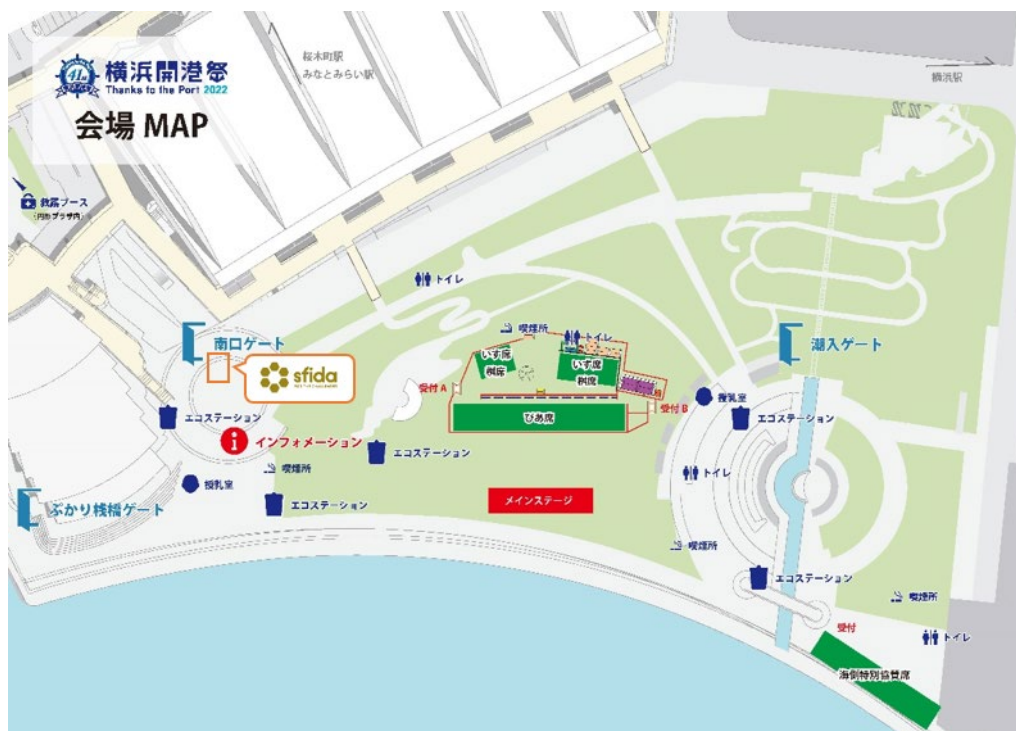 41st
横浜開港祭
Thanks to the Port 2022
会場 MAP
桜木町駅
みなとみらい駅
横浜駅
救護ブース
(円形プラザ内)
トイレ
喫煙所
トイレ
南口ゲート
潮入ゲート
sfida
いす席
桝席
いす席
桝席
受付 A
受付 B
ぴあ席
授乳室
エコステーション
エコステーション
インフォメーション
エコステーション
喫煙所
トイレ
授乳室
エコステーション
メインステージ
ぷかり桟橋ゲート
喫煙所
エコステーション
喫煙所
受付
トイレ
海側特別協賛席